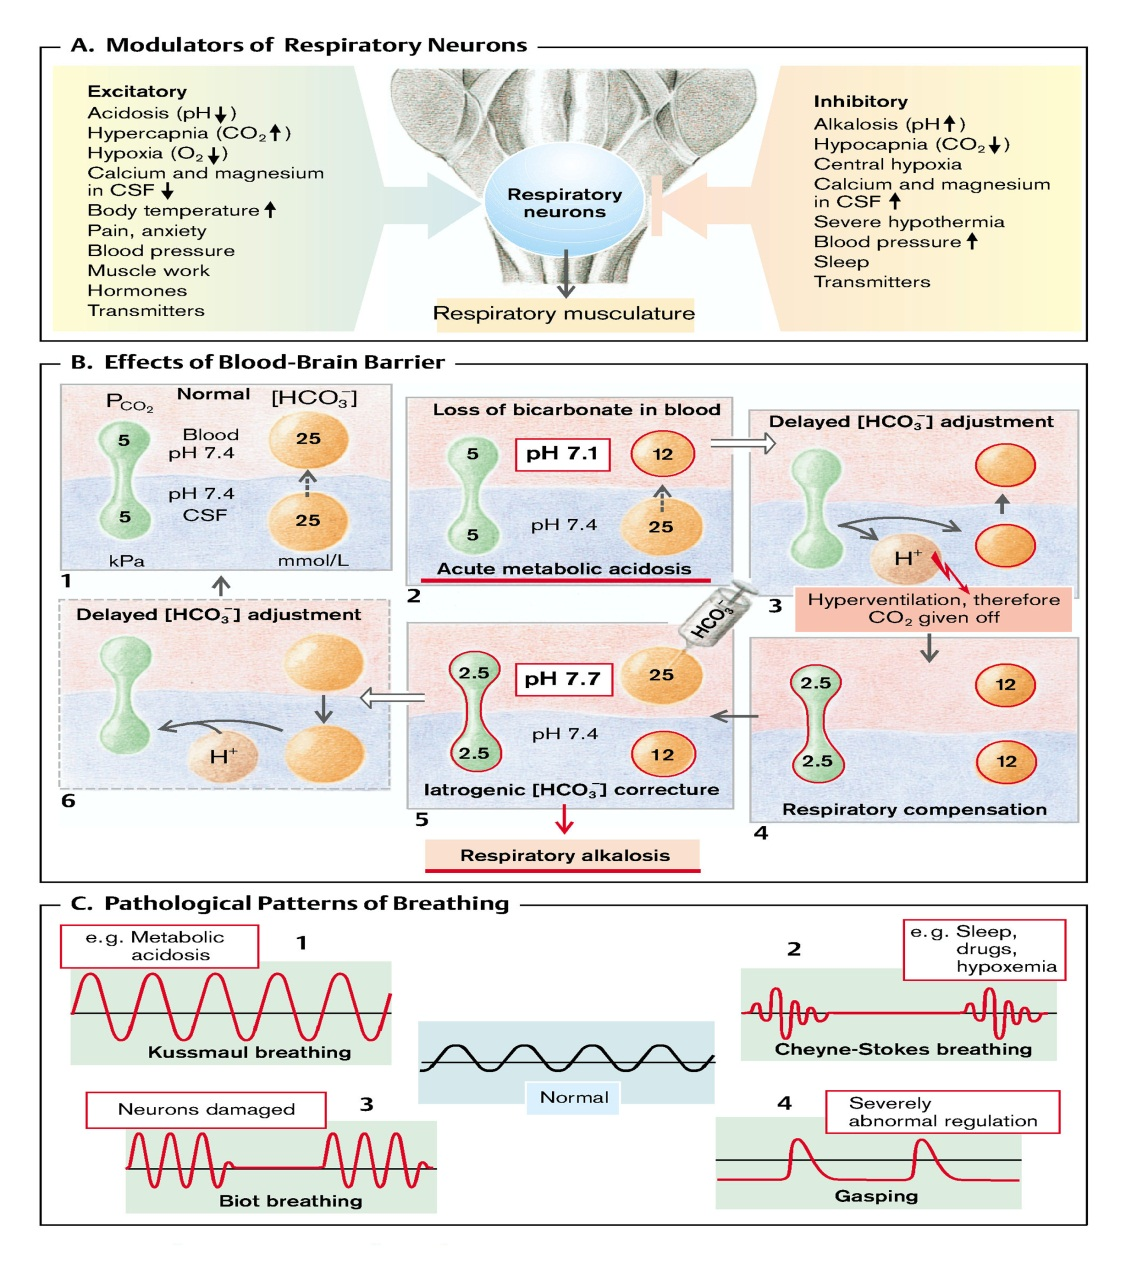 A. Modulators of Respiratory Neurons
Excitatory
Acidosis (pH↓)
Hypercapnia (CO₂↑)
Hypoxia (O₂↓)
Calcium and magnesium
in CSF ↓
Body temperature ↑
Pain, anxiety
Blood pressure
Muscle work
Hormones
Transmitters
Respiratory
neurons
Respiratory musculature
Inhibitory
Alkalosis (pH↑)
Hypocapnia (CO₂↓)
Central hypoxia
Calcium and magnesium
in CSF ↑
Severe hypothermia
Blood pressure ↑
Sleep
Transmitters
B. Effects of Blood-Brain Barrier
P_CO₂ Normal [HCO₃⁻]
5 Blood 25
pH 7.4
pH 7.4
5 CSF 25
kPa mmol/L
1
Loss of bicarbonate in blood
5 pH 7.1 12
5 pH 7.4 25
Acute metabolic acidosis
2
Delayed [HCO₃⁻] adjustment
H⁺
3
Hyperventilation, therefore
CO₂ given off
2.5 12
2.5 12
Respiratory compensation
4
HCO₃⁻
2.5 pH 7.7 25
pH 7.4
2.5 12
Iatrogenic [HCO₃⁻] correcture
5
Respiratory alkalosis
Delayed [HCO₃⁻] adjustment
H⁺
6
C. Pathological Patterns of Breathing
e.g. Metabolic
acidosis
1
Kussmaul breathing
2
e.g. Sleep,
drugs,
hypoxemia
Cheyne-Stokes breathing
Normal
Neurons damaged
3
Biot breathing
4
Severely
abnormal regulation
Gasping